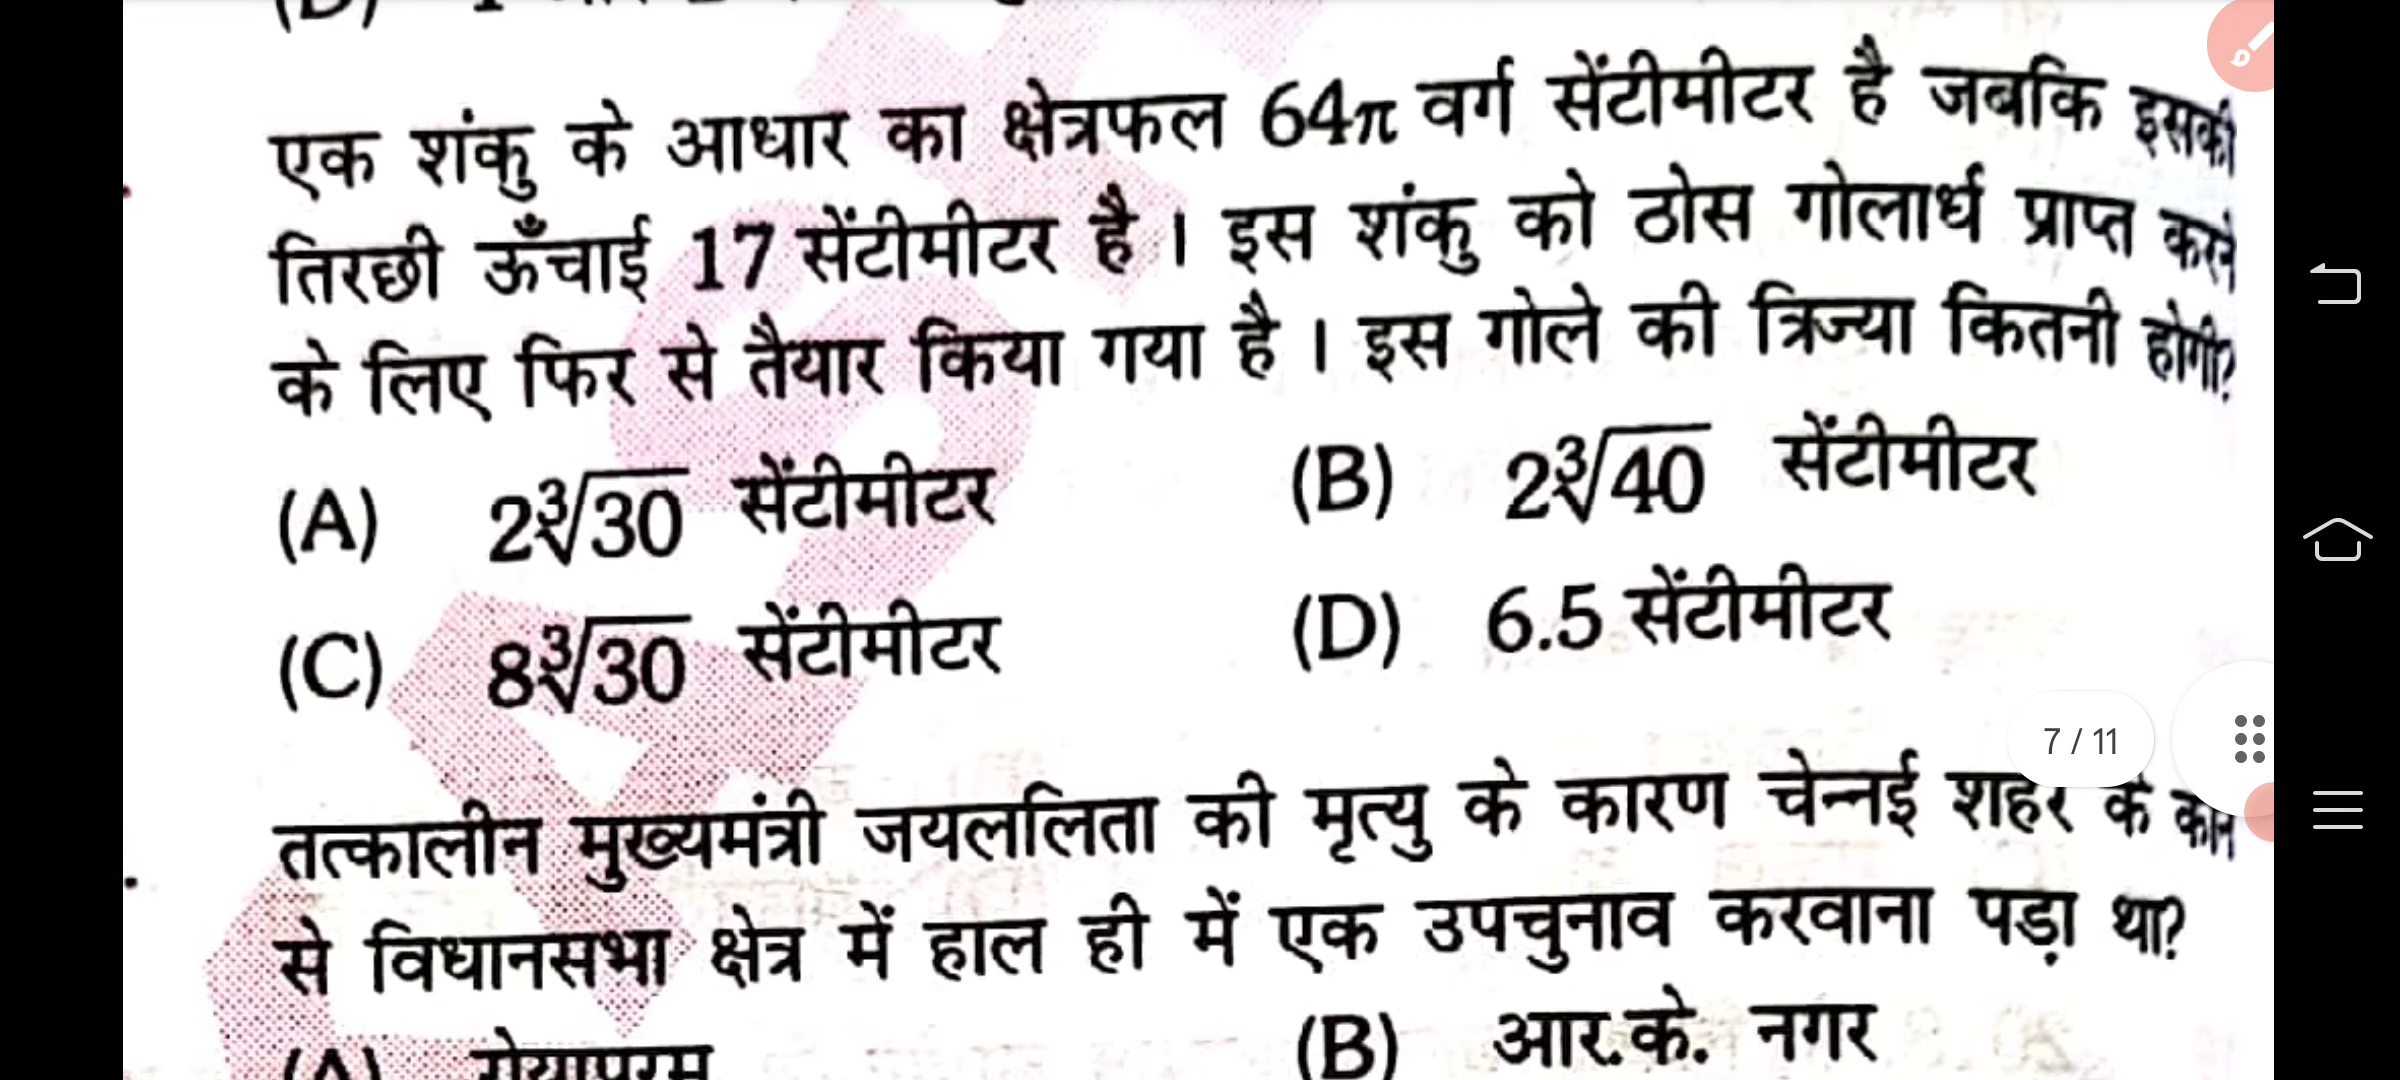 एक शंकु के आधार का क्षेत्रफल 64π वर्ग सेंटीमीटर है जबकि इसकी
तिरछी ऊँचाई 17 सेंटीमीटर है । इस शंकु को ठोस गोलार्ध प्राप्त करने
के लिए फिर से तैयार किया गया है । इस गोले की त्रिज्या कितनी होगी?
(A) 2∛30 सेंटीमीटर (B) 2∛40 सेंटीमीटर
(C) 8∛30 सेंटीमीटर (D) 6.5 सेंटीमीटर
7 / 11
तत्कालीन मुख्यमंत्री जयललिता की मृत्यु के कारण चेन्नई शहर के
से विधानसभा क्षेत्र में हाल ही में एक उपचुनाव करवाना पड़ा था?
(A) (B) आर.के. नगर